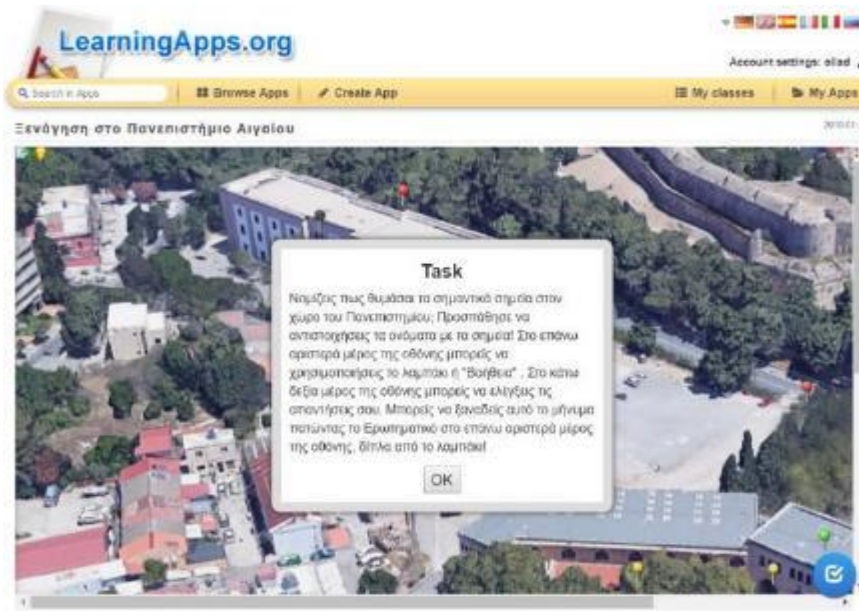 LearningApps.org
Account settings: eliad
Search in Apps
Browse Apps
Create App
My classes
My Apps
Ξενάγηση στο Πανεπιστήμιο Αιγαίου
Task
Νομίζεις πως θυμάσαι τα σημαντικά σημεία στον
χώρο του Πανεπιστημίου; Προσπάθησε να
αντιστοιχήσεις τα ονόματα με τα σημεία! Στο επάνω
αριστερά μέρος της οθόνης μπορείς να
χρησιμοποιήσεις το λαμπάκι ή "Βοήθεια" . Στο κάτω
δεξία μέρος της οθόνης μπορείς να ελέγξεις τις
απαντήσεις σου. Μπορείς να ξαναδείς αυτό το μήνυμα
πατώντας το Ερωτηματικό στο επάνω αριστερά μέρος
της οθόνης, δίπλα από το λαμπάκι!
OK